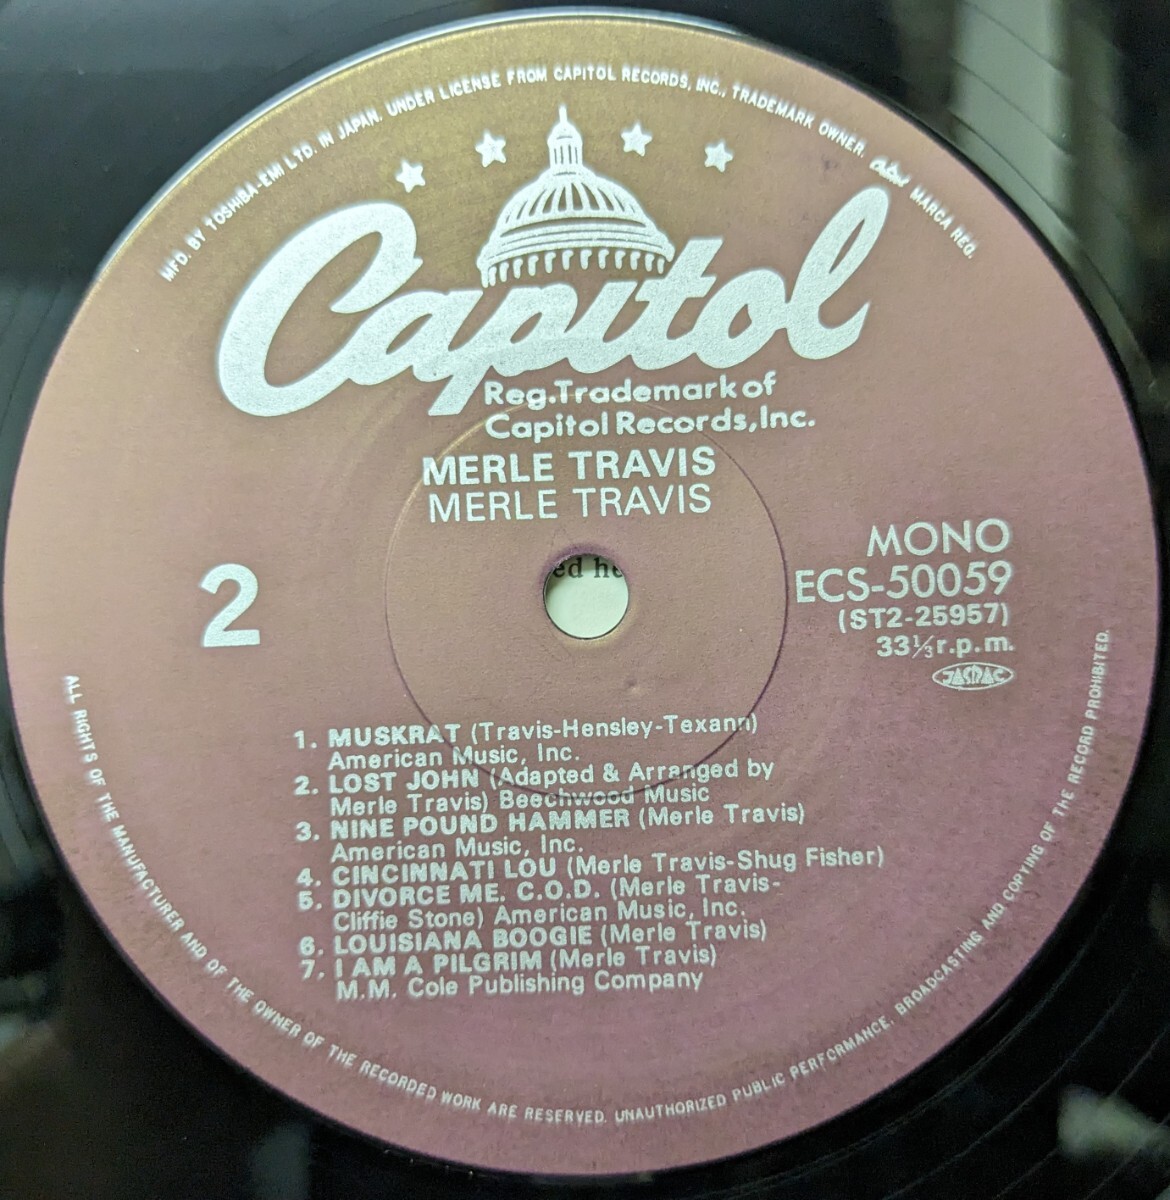 MFD. BY TOSHIBA-EMI LTD. IN JAPAN. UNDER LICENSE FROM CAPITOL RECORDS, INC., TRADEMARK OWNER. Capitol MARCA REG.
Capitol
Reg.Trademark of
Capitol Records,Inc.
MERLE TRAVIS
MERLE TRAVIS
ed he
2
MONO
ECS-50059
(ST2-25957)
33⅓r.p.m.
JASRAC
1. MUSKRAT (Travis-Hensley-Texann)
American Music, Inc.
2. LOST JOHN (Adapted & Arranged by
Merle Travis) Beechwood Music
3. NINE POUND HAMMER (Merle Travis)
American Music, Inc.
4. CINCINNATI LOU (Merle Travis-Shug Fisher)
5. DIVORCE ME. C.O.D. (Merle Travis-
Cliffie Stone) American Music, Inc.
6. LOUISIANA BOOGIE (Merle Travis)
7. I AM A PILGRIM (Merle Travis)
M.M. Cole Publishing Company
ALL RIGHTS OF THE MANUFACTURER AND OF THE OWNER OF THE RECORDED WORK ARE RESERVED. UNAUTHORIZED PUBLIC PERFORMANCE. BROADCASTING AND COPYING OF THE RECORD PROHIBITED.